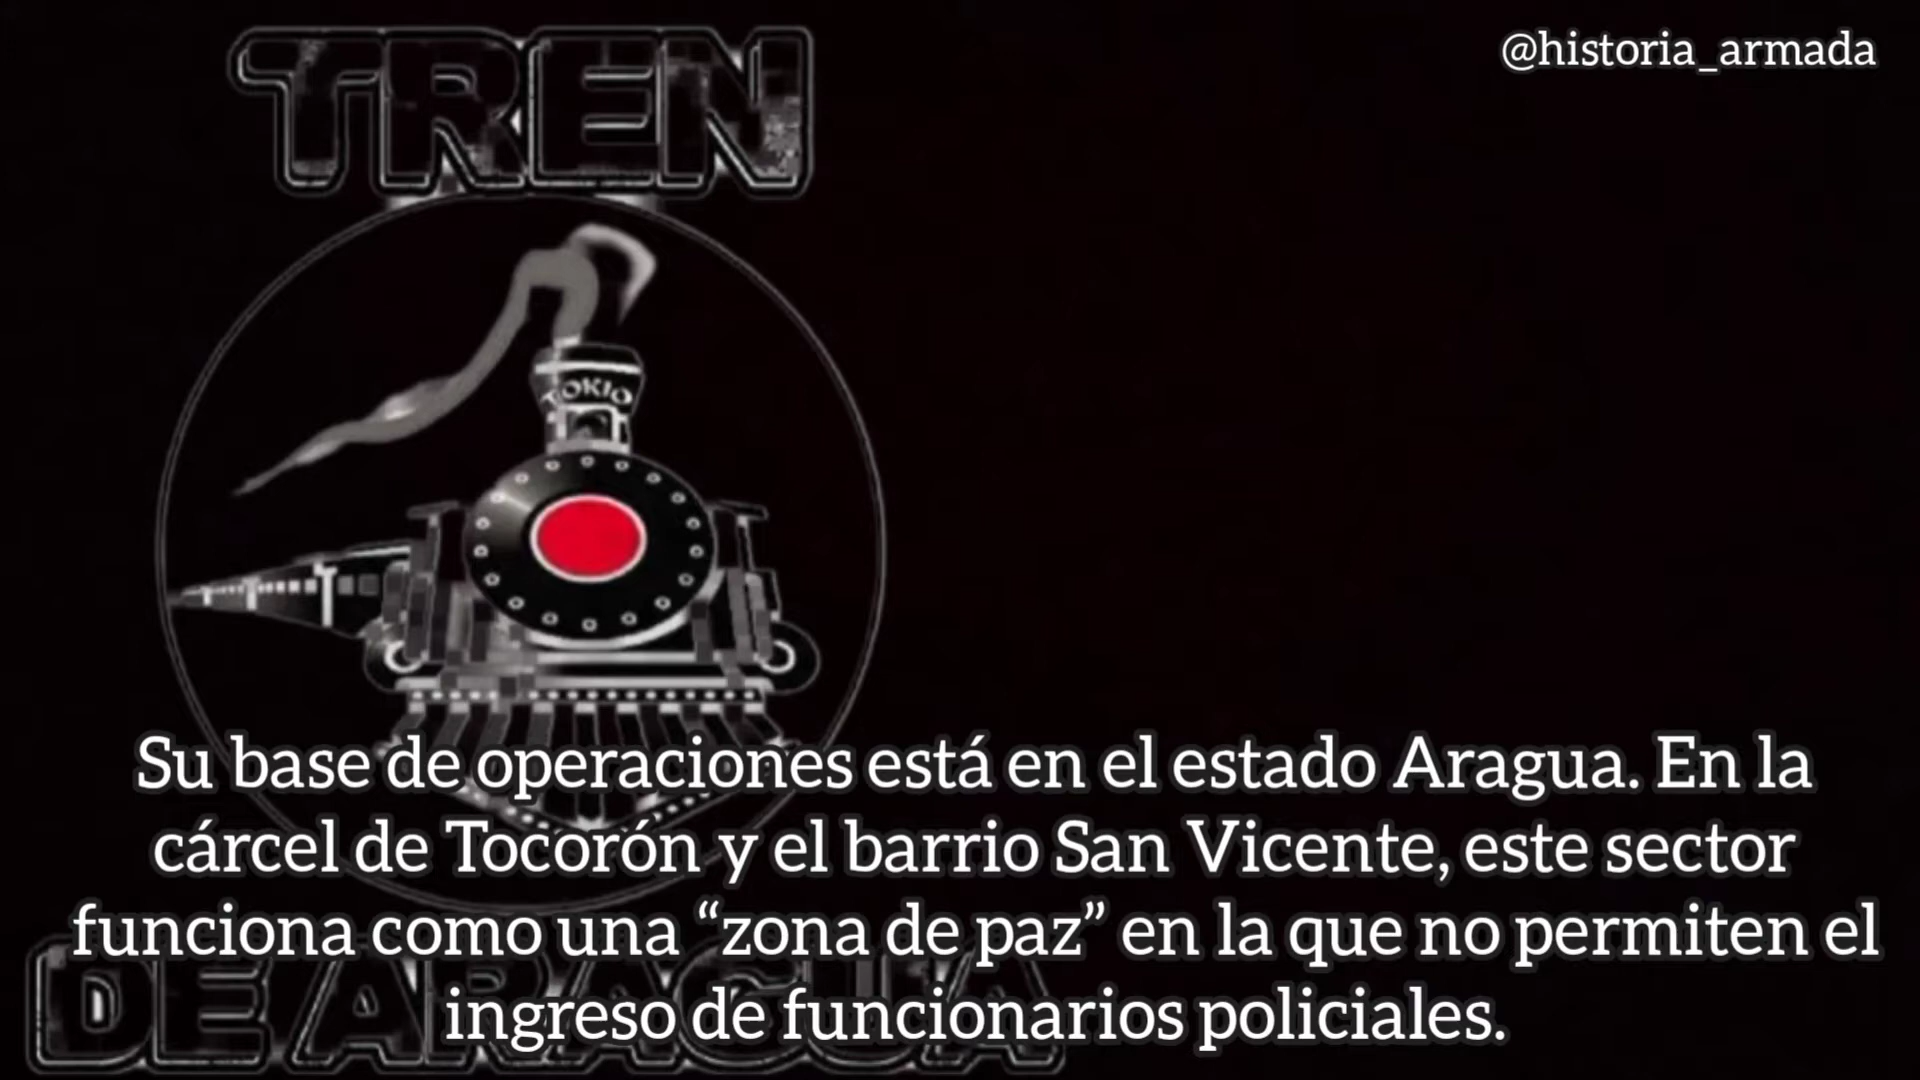 TREN
@historia_armada
TOKIO
Su base de operaciones está en el estado Aragua. En la
cárcel de Tocorón y el barrio San Vicente, este sector
funciona como una “zona de paz” en la que no permiten el
ingreso de funcionarios policiales.
DE ARAGUA